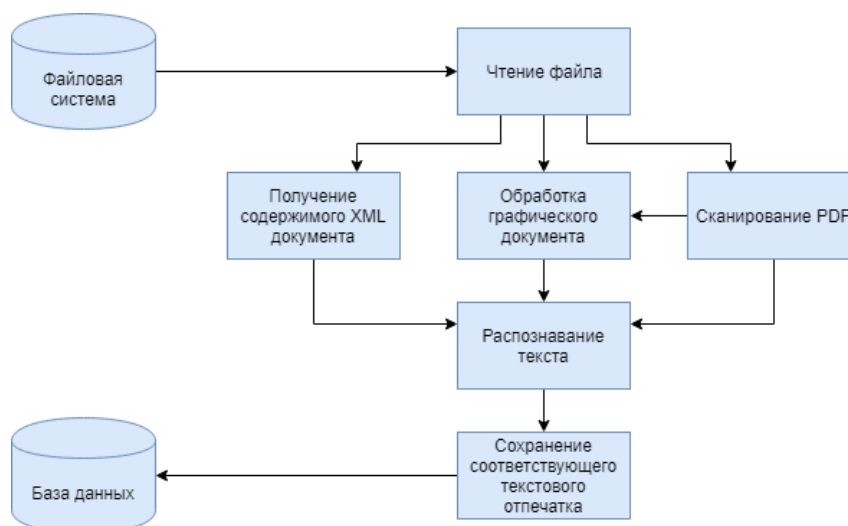 Файловая
система
Чтение файла
Получение
содержимого XML
документа
Обработка
графического
документа
Сканирование PDF
Распознавание
текста
Сохранение
соответствующего
текстового
отпечатка
База данных